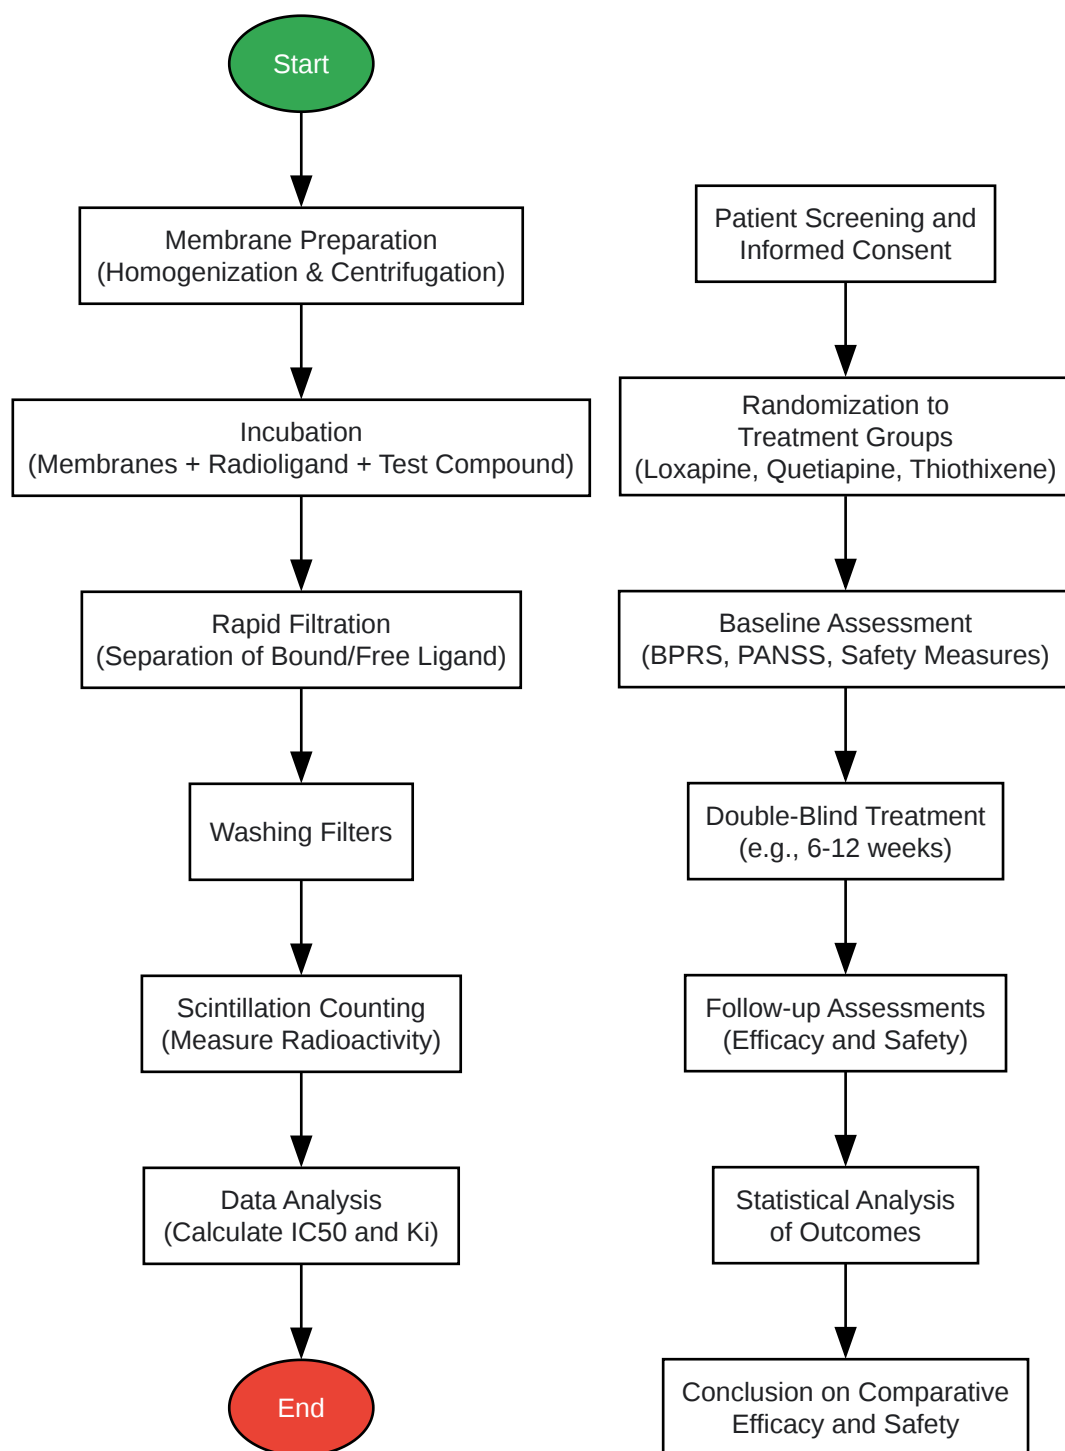 Start
Membrane Preparation
(Homogenization & Centrifugation)
Incubation
(Membranes + Radioligand + Test Compound)
Rapid Filtration
(Separation of Bound/Free Ligand)
Washing Filters
Scintillation Counting
(Measure Radioactivity)
Data Analysis
(Calculate IC50 and Ki)
End
Patient Screening and
Informed Consent
Randomization to
Treatment Groups
(Loxapine, Quetiapine, Thiothixene)
Baseline Assessment
(BPRS, PANSS, Safety Measures)
Double-Blind Treatment
(e.g., 6-12 weeks)
Follow-up Assessments
(Efficacy and Safety)
Statistical Analysis
of Outcomes
Conclusion on Comparative
Efficacy and Safety